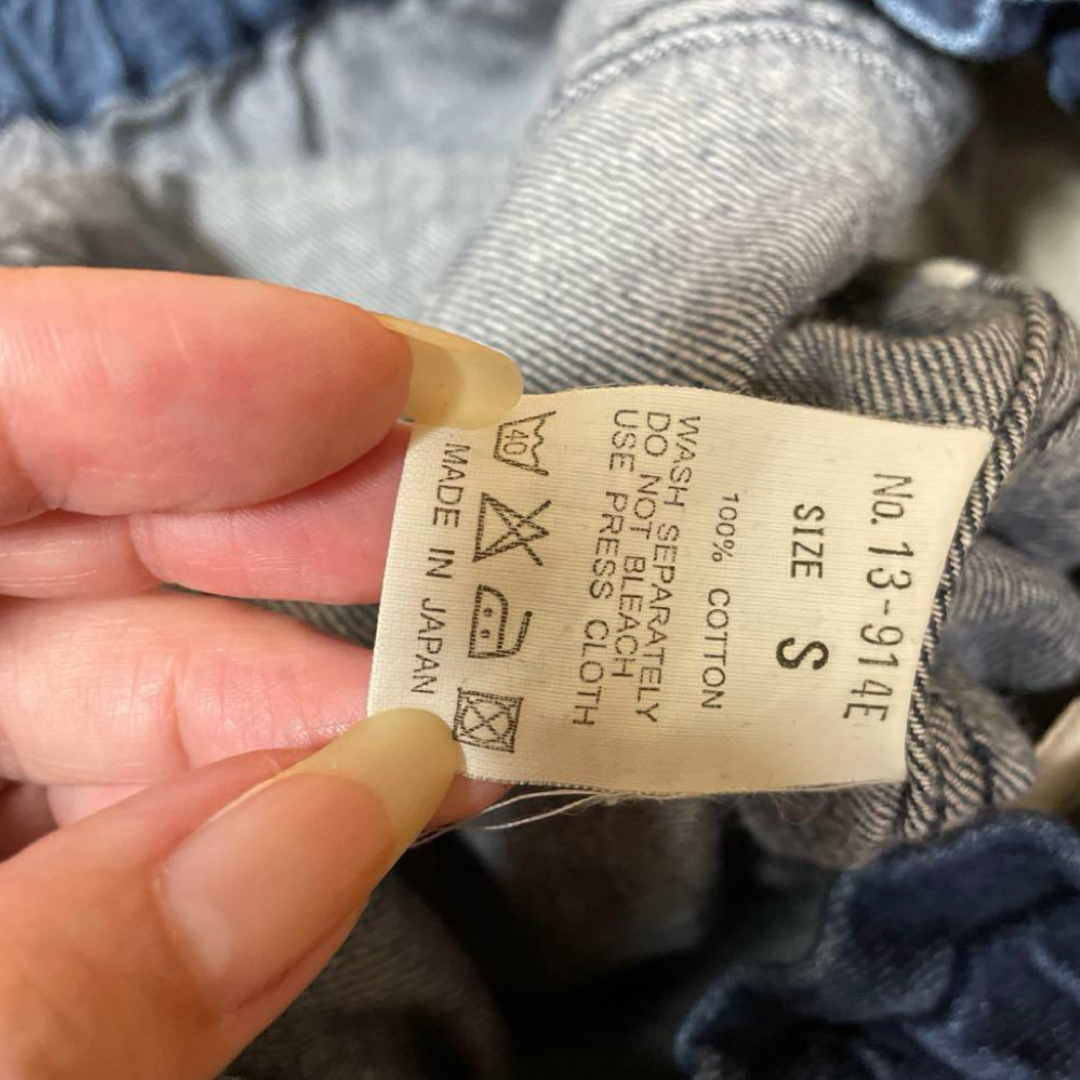 No. 13-914E
SIZE S
100% COTTON
WASH SEPARATELY
DO NOT BLEACH
USE PRESS CLOTH
40
MADE IN JAPAN